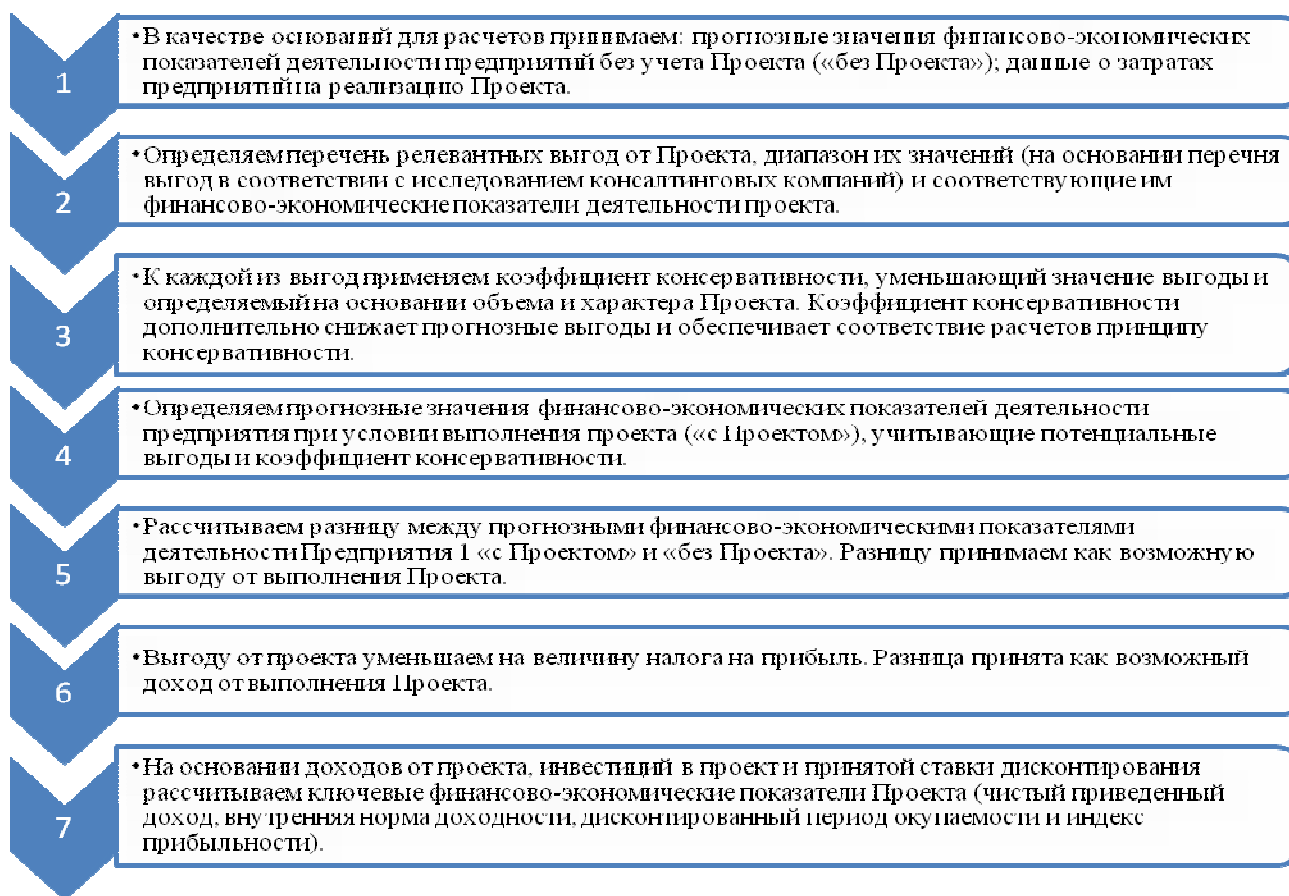 1
•В качестве оснований для расчетов принимаем: прогнозные значения финансово-экономических
показателей деятельности предприятий без учета Проекта («без Проекта»); данные о затратах
предприятий на реализацию Проекта.
2
•Определяем перечень релевантных выгод от Проекта, диапазон их значений (на основании перечня
выгод в соответствии с исследованием консалтинговых компаний) и соответствующие им
финансово-экономические показатели деятельности проекта.
3
•К каждой из выгод применяем коэффициент консервативности, уменьшающий значение выгоды и
определяемый на основании объема и характера Проекта. Коэффициент консервативности
дополнительно снижает прогнозные выгоды и обеспечивает соответствие расчетов принципу
консервативности.
4
•Определяем прогнозные значения финансово-экономических показателей деятельности
предприятия при условии выполнения проекта («с Проектом»), учитывающие потенциальные
выгоды и коэффициент консервативности.
5
•Рассчитываем разницу между прогнозными финансово-экономическими показателями
деятельности Предприятия 1 «с Проектом» и «без Проекта». Разницу принимаем как возможную
выгоду от выполнения Проекта.
6
•Выгоду от проекта уменьшаем на величину налога на прибыль. Разница принята как возможный
доход от выполнения Проекта.
7
•На основании доходов от проекта, инвестиций в проект и принятой ставки дисконтирования
рассчитываем ключевые финансово-экономические показатели Проекта (чистый приведенный
доход, внутренняя норма доходности, дисконтированный период окупаемости и индекс
прибыльности).